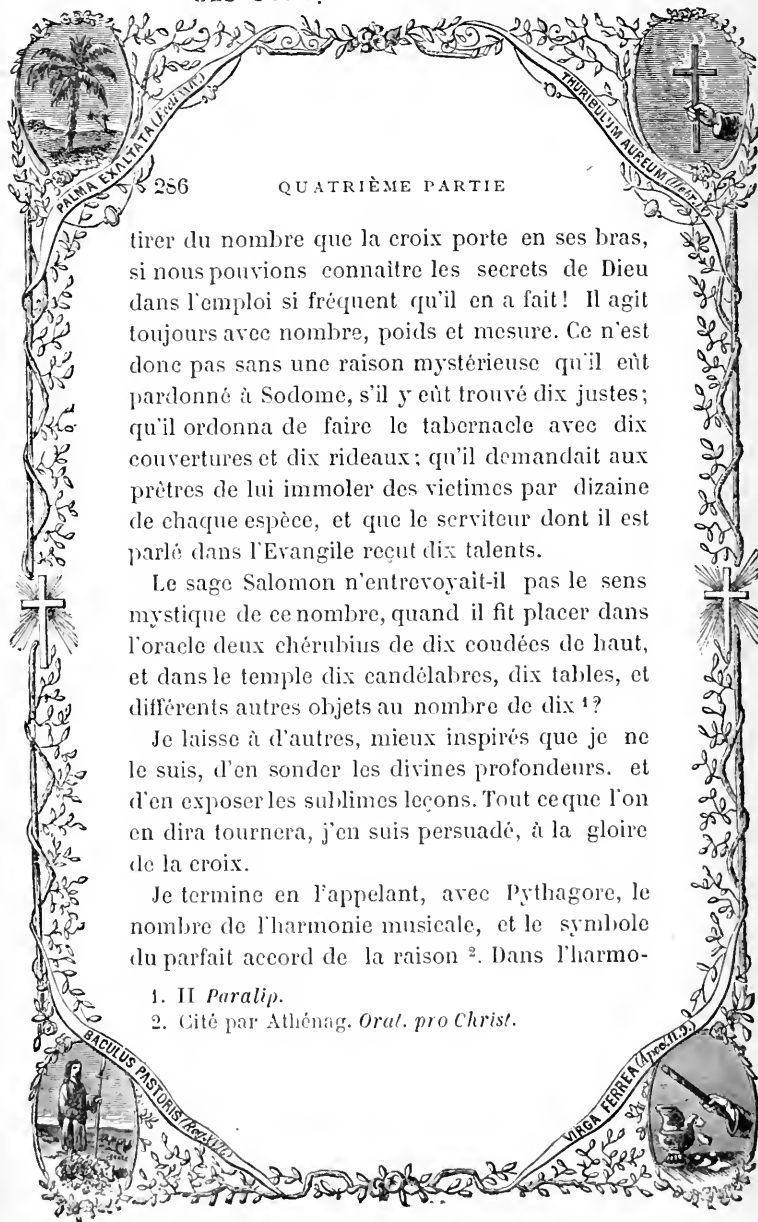 PALMA EXALTATA
THURIBULUM AUREUM
286 QUATRIÈME PARTIE
tirer du nombre que la croix porte en ses bras,
si nous pouvions connaître les secrets de Dieu
dans l'emploi si fréquent qu'il en a fait! Il agit
toujours avec nombre, poids et mesure. Ce n'est
donc pas sans une raison mystérieuse qu'il eût
pardonné à Sodome, s'il y eût trouvé dix justes;
qu'il ordonna de faire le tabernacle avec dix
couvertures et dix rideaux; qu'il demandait aux
prêtres de lui immoler des victimes par dizaine
de chaque espèce, et que le serviteur dont il est
parlé dans l'Evangile reçut dix talents.
Le sage Salomon n'entrevoyait-il pas le sens
mystique de ce nombre, quand il fit placer dans
l'oracle deux chérubins de dix coudées de haut,
et dans le temple dix candélabres, dix tables, et
différents autres objets au nombre de dix ¹?
Je laisse à d'autres, mieux inspirés que je ne
le suis, d'en sonder les divines profondeurs. et
d'en exposer les sublimes leçons. Tout ce que l'on
en dira tournera, j'en suis persuadé, à la gloire
de la croix.
Je termine en l'appelant, avec Pythagore, le
nombre de l'harmonie musicale, et le symbole
du parfait accord de la raison ². Dans l'harmo-
1. II Paralip.
2. Cité par Athénag. Orat. pro Christ.
BACULUS PASTORIS
VIRGA FERREA